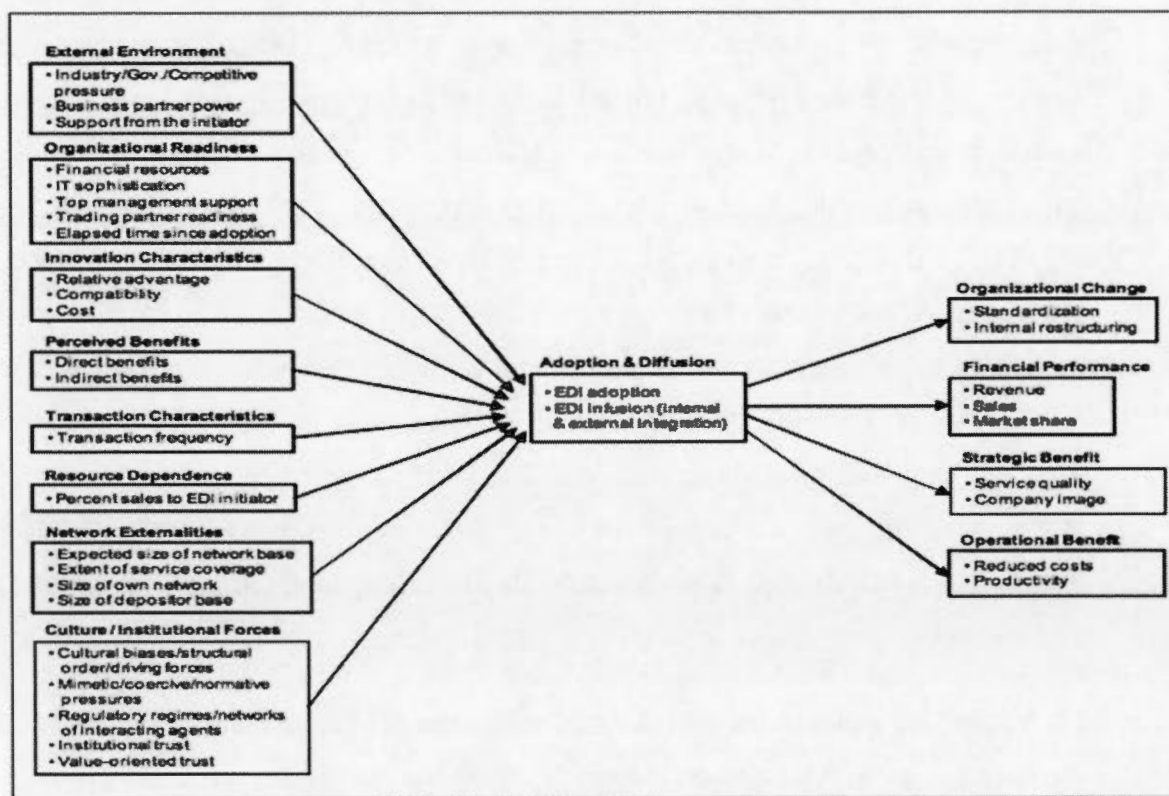 External Environment
• Industry/Gov./Competitive
pressure
• Business partner power
• Support from the initiator
Organizational Readiness
• Financial resources
• IT sophistication
• Top management support
• Trading partner readiness
• Elapsed time since adoption
Innovation Characteristics
• Relative advantage
• Compatibility
• Cost
Perceived Benefits
• Direct benefits
• Indirect benefits
Transaction Characteristics
• Transaction frequency
Resource Dependence
• Percent sales to EDI initiator
Network Externalities
• Expected size of network base
• Extent of service coverage
• Size of own network
• Size of depositor base
Culture / Institutional Forces
• Cultural biases/structural
order/driving forces
• Mimetic/coercive/normative
pressures
• Regulatory regimes/networks
of interacting agents
• Institutional trust
• Value-oriented trust
Adoption & Diffusion
• EDI adoption
• EDI infusion (internal
& external integration)
Organizational Change
• Standardization
• Internal restructuring
Financial Performance
• Revenue
• Sales
• Market share
Strategic Benefit
• Service quality
• Company image
Operational Benefit
• Reduced costs
• Productivity